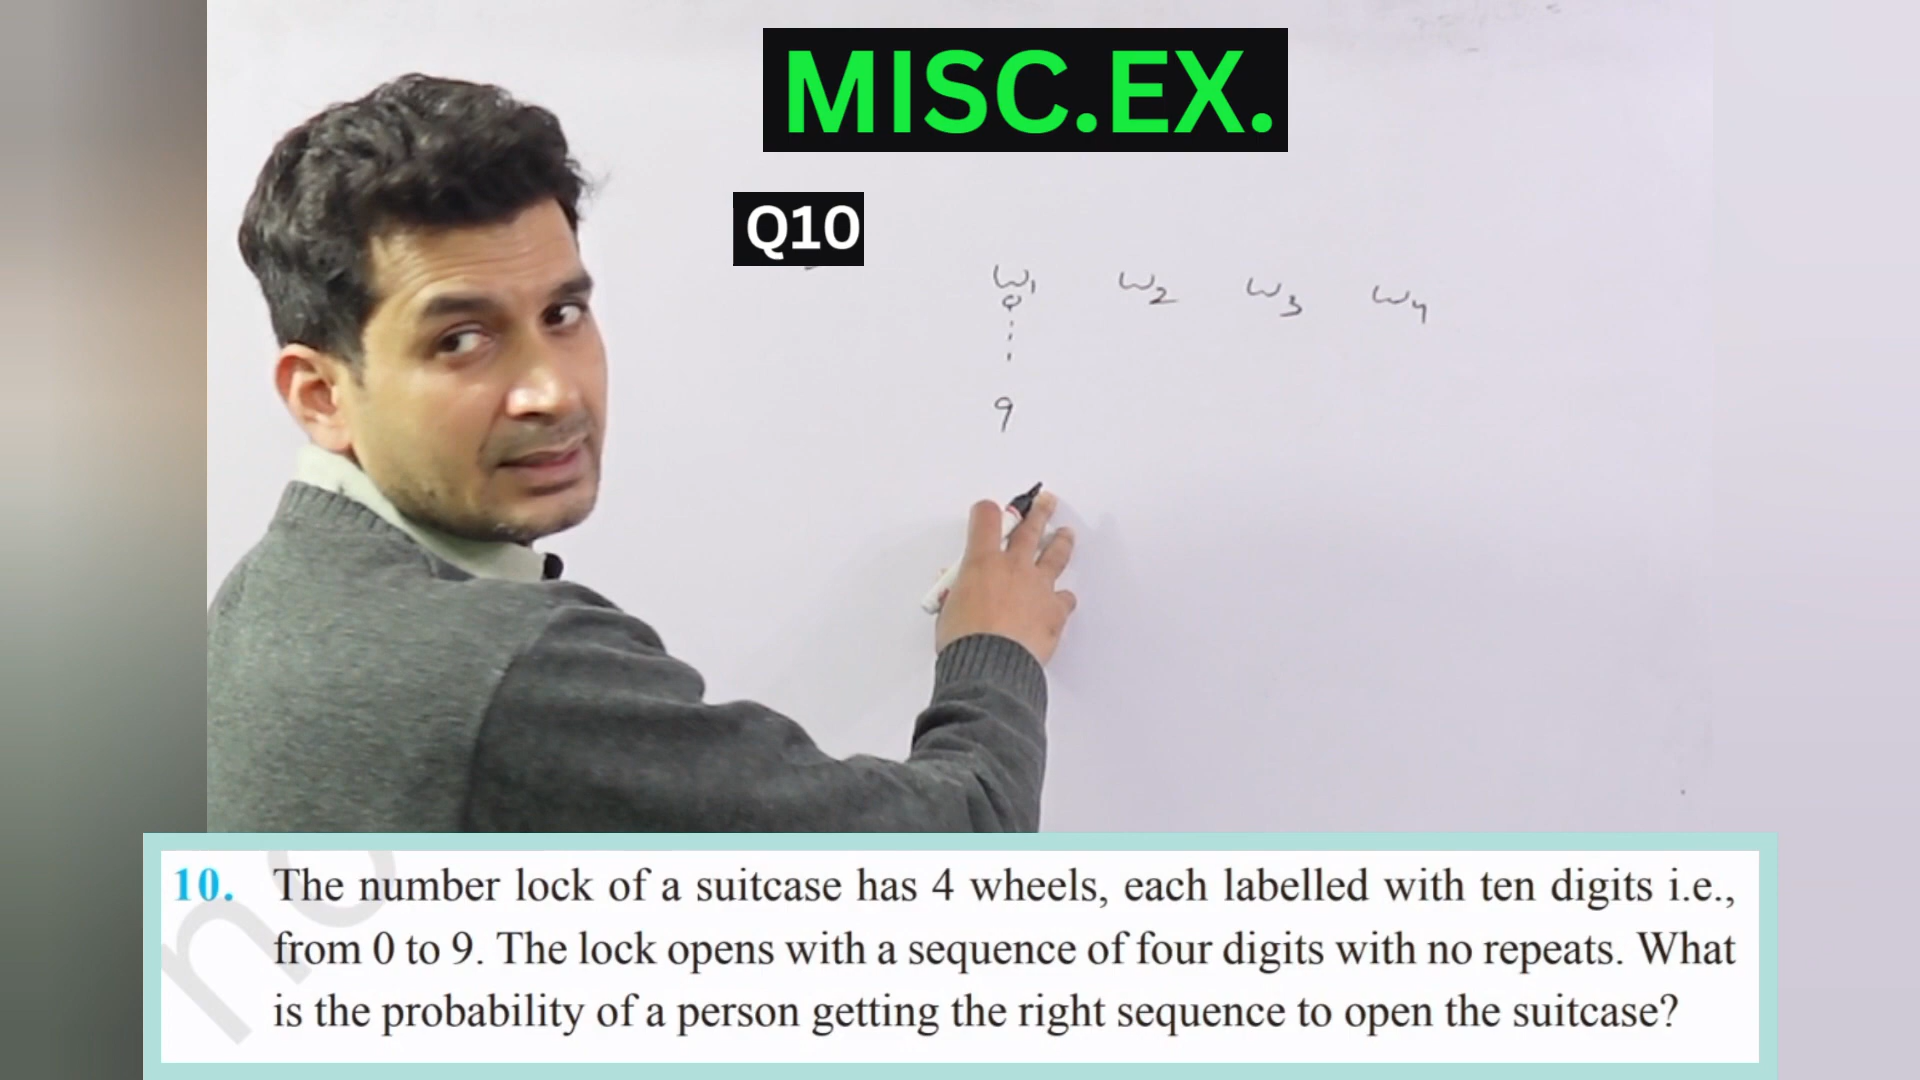 MISC.EX.
Q10
W1 W2 W3 W4
0
9
10. The number lock of a suitcase has 4 wheels, each labelled with ten digits i.e.,
from 0 to 9. The lock opens with a sequence of four digits with no repeats. What
is the probability of a person getting the right sequence to open the suitcase?